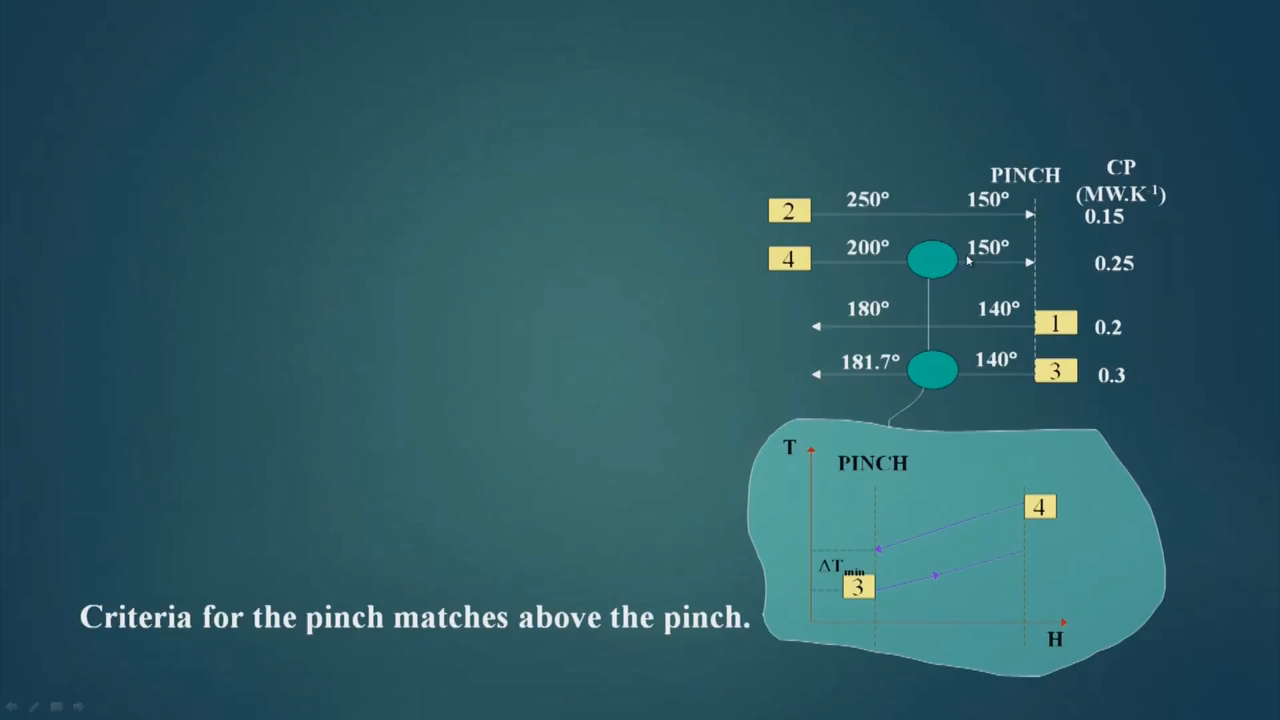 PINCH
CP
(MW.K⁻¹)
2 250° 150° 0.15
4 200° 150° 0.25
180° 140° 1 0.2
181.7° 140° 3 0.3
T
PINCH
4
ΔTmin
3
H
Criteria for the pinch matches above the pinch.